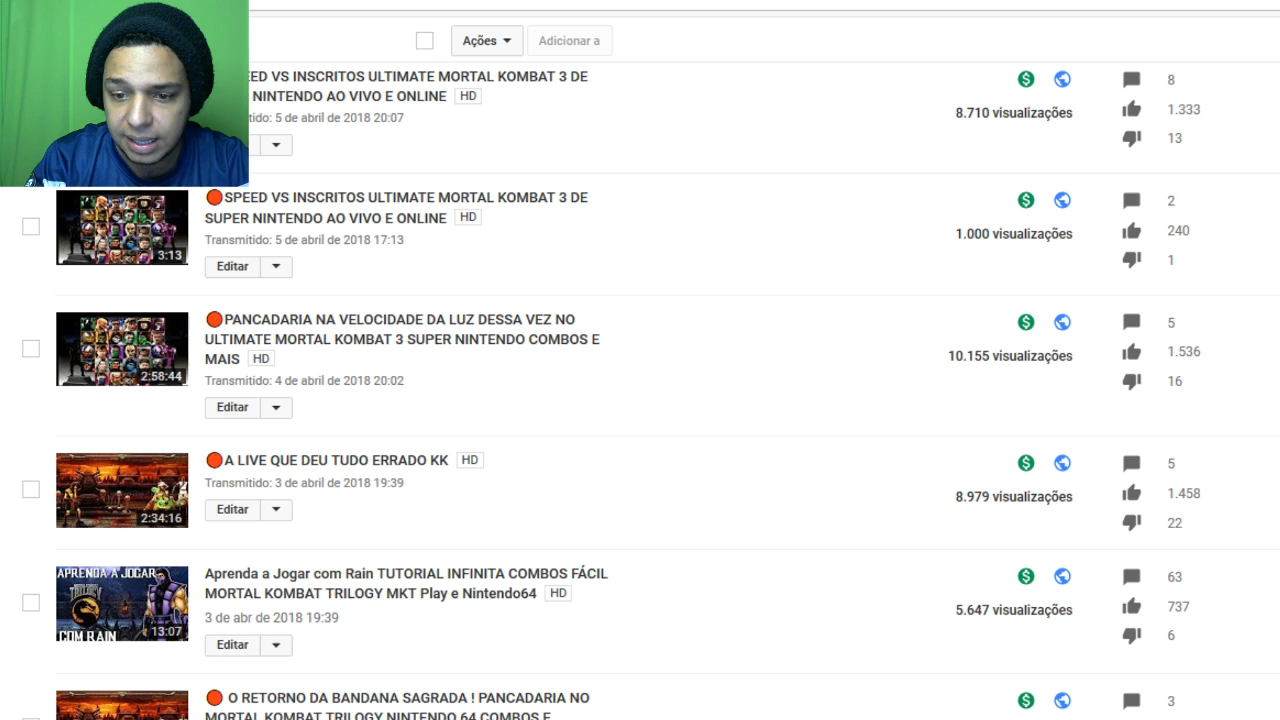 Ações
Adicionar a
EED VS INSCRITOS ULTIMATE MORTAL KOMBAT 3 DE
NINTENDO AO VIVO E ONLINE HD
tido: 5 de abril de 2018 20:07
8.710 visualizações
8
1.333
13
SPEED VS INSCRITOS ULTIMATE MORTAL KOMBAT 3 DE
SUPER NINTENDO AO VIVO E ONLINE HD
Transmitido: 5 de abril de 2018 17:13
Editar
3:13
1.000 visualizações
2
240
1
PANCADARIA NA VELOCIDADE DA LUZ DESSA VEZ NO
ULTIMATE MORTAL KOMBAT 3 SUPER NINTENDO COMBOS E
MAIS HD
Transmitido: 4 de abril de 2018 20:02
Editar
2:58:44
10.155 visualizações
5
1.536
16
A LIVE QUE DEU TUDO ERRADO KK HD
Transmitido: 3 de abril de 2018 19:39
Editar
2:34:16
8.979 visualizações
5
1.458
22
APRENDA A JOGAR
TRILOGY
COM RAIN
13:07
Aprenda a Jogar com Rain TUTORIAL INFINITA COMBOS FÁCIL
MORTAL KOMBAT TRILOGY MKT Play e Nintendo64 HD
3 de abr de 2018 19:39
Editar
5.647 visualizações
63
737
6
O RETORNO DA BANDANA SAGRADA ! PANCADARIA NO
MORTAL KOMBAT TRILOGY NINTENDO 64 COMBOS E
3